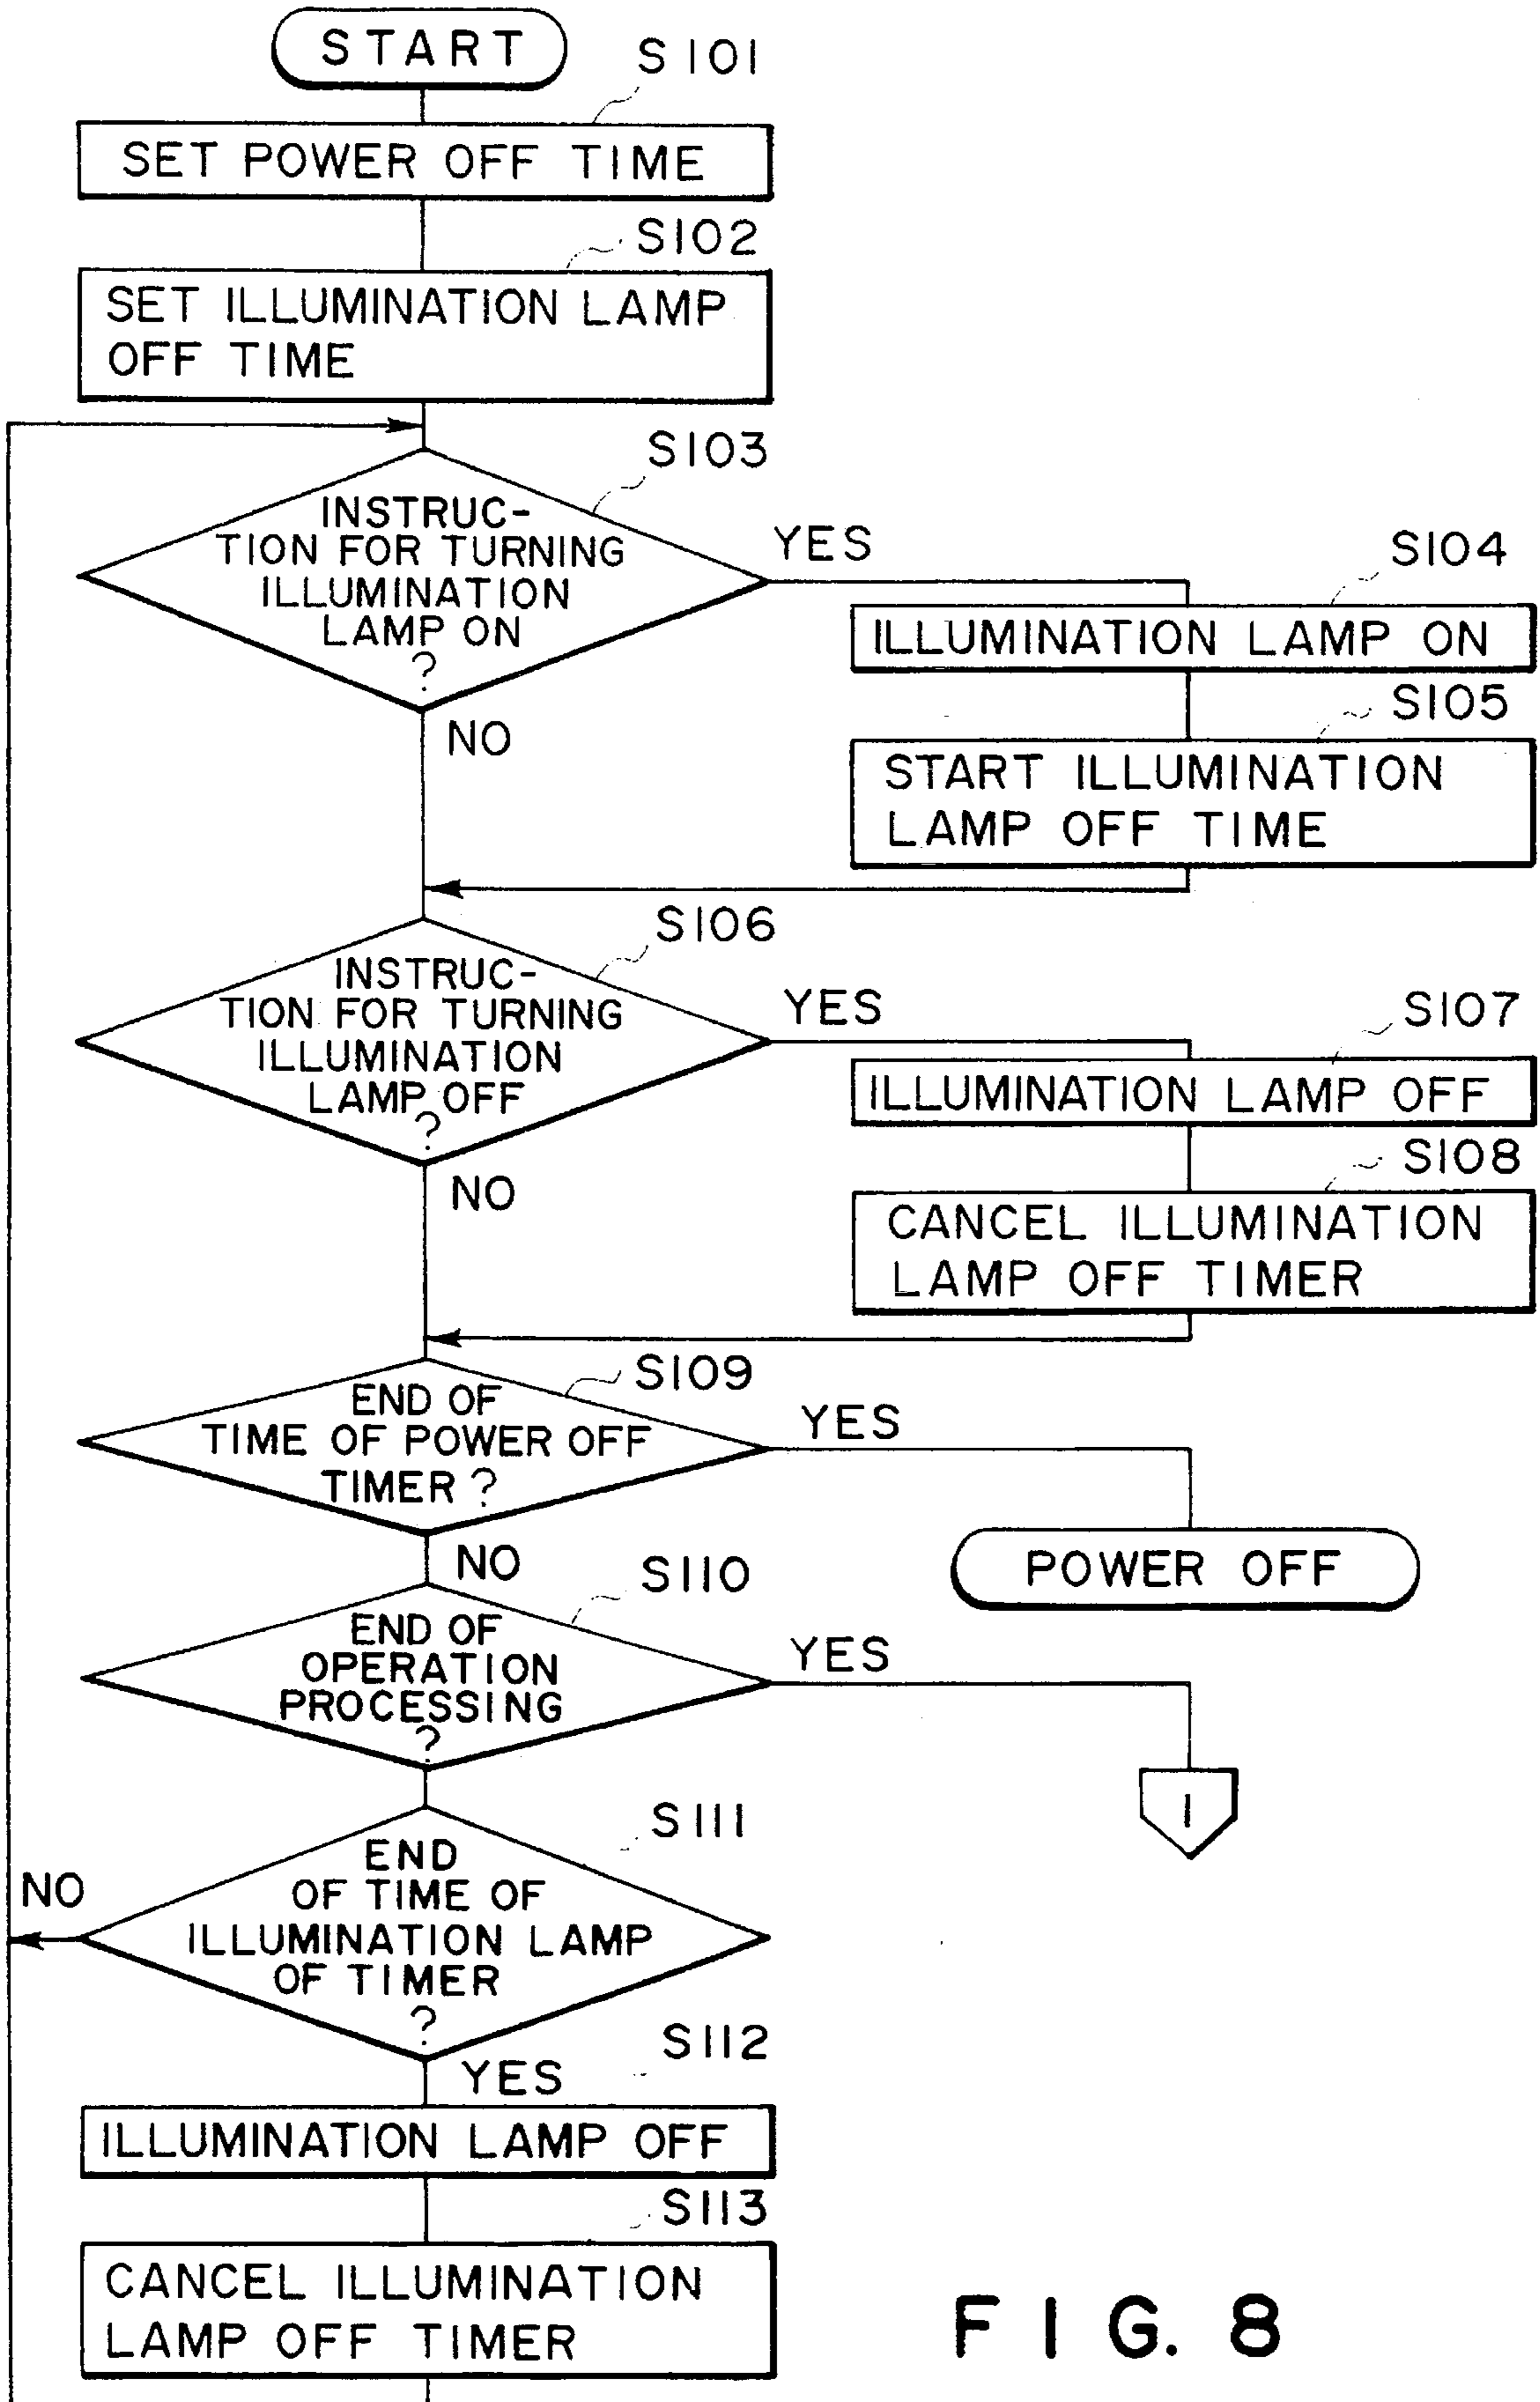 START
S101
SET POWER OFF TIME
S102
SET ILLUMINATION LAMP
OFF TIME
S103
INSTRUC-
TION FOR TURNING
ILLUMINATION
LAMP ON
?
YES
NO
S104
ILLUMINATION LAMP ON
S105
START ILLUMINATION
LAMP OFF TIME
S106
INSTRUC-
TION FOR TURNING
ILLUMINATION
LAMP OFF
?
YES
NO
S107
ILLUMINATION LAMP OFF
S108
CANCEL ILLUMINATION
LAMP OFF TIMER
S109
END OF
TIME OF POWER OFF
TIMER ?
YES
NO
POWER OFF
S110
END OF
OPERATION
PROCESSING
?
YES
1
S111
END
OF TIME OF
ILLUMINATION LAMP
OF TIMER
?
NO
YES
S112
ILLUMINATION LAMP OFF
S113
CANCEL ILLUMINATION
LAMP OFF TIMER
FIG. 8